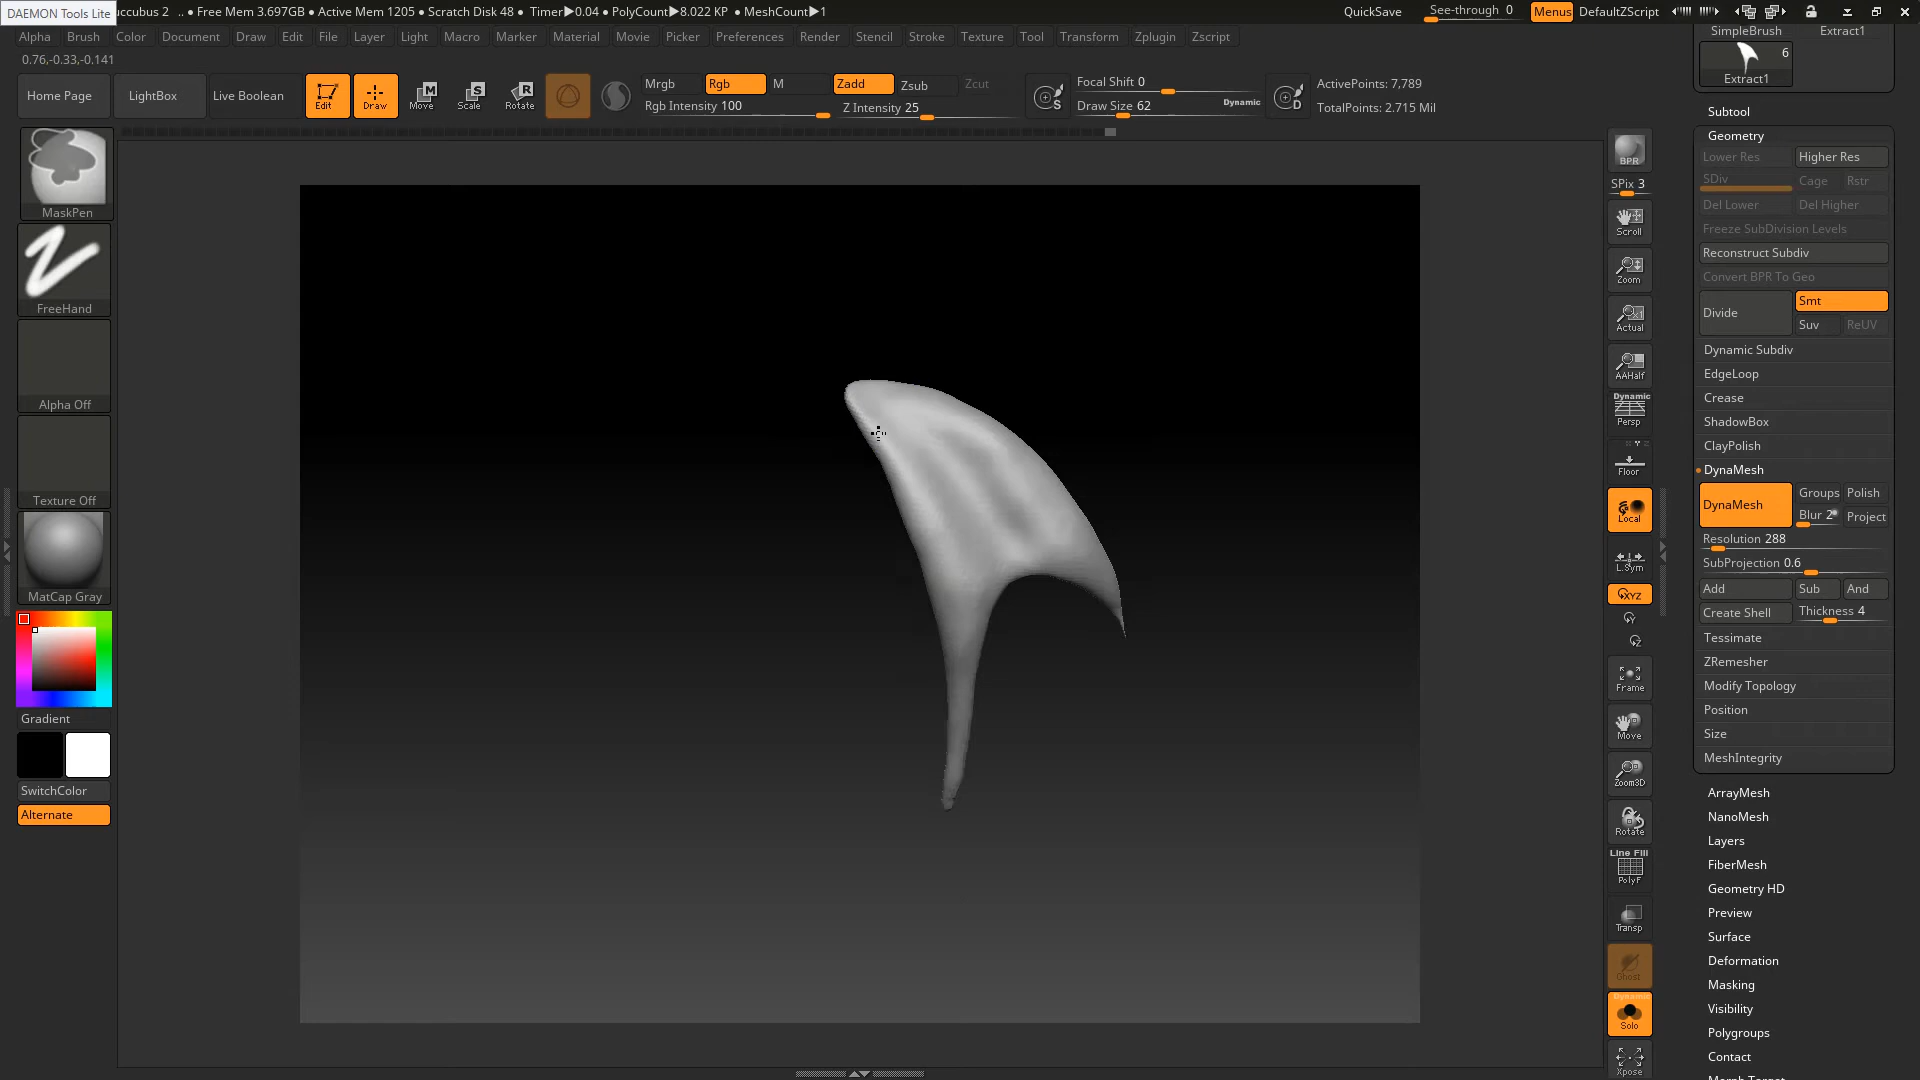 DAEMON Tools Lite
uccubus 2 .. ● Free Mem 3.697GB ● Active Mem 1205 ● Scratch Disk 48 ● Timer▶0.04 ● PolyCount▶8.022 KP ● MeshCount▶1
QuickSave See-through 0 Menus DefaultZScript
Alpha Brush Color Document Draw Edit File Layer Light Macro Marker Material Movie Picker Preferences Render Stencil Stroke Texture Tool Transform Zplugin Zscript
0.76,-0.33,-0.141
Home Page LightBox Live Boolean Edit Draw Move Scale Rotate
Mrgb Rgb M Zadd Zsub Zcut
Rgb Intensity 100 Z Intensity 25
Focal Shift 0
Draw Size 62 Dynamic
ActivePoints: 7,789
TotalPoints: 2.715 Mil
MaskPen
FreeHand
Alpha Off
Texture Off
MatCap Gray
Gradient
SwitchColor
Alternate
BPR
SPix 3
Scroll
Zoom
Actual
AAHalf
Dynamic
Persp
Floor
Local
L.Sym
XYZ
Y
Z
Frame
Move
Zoom3D
Rotate
Line Fill
PolyF
Transp
Ghost
Dynamic
Solo
Xpose
SimpleBrush Extract1
6
Extract1
Subtool
Geometry
Lower Res Higher Res
SDiv Cage Rstr
Del Lower Del Higher
Freeze SubDivision Levels
Reconstruct Subdiv
Convert BPR To Geo
Divide Smt
Suv ReUV
Dynamic Subdiv
EdgeLoop
Crease
ShadowBox
ClayPolish
DynaMesh
DynaMesh Groups Polish
Blur 2 Project
Resolution 288
SubProjection 0.6
Add Sub And
Create Shell Thickness 4
Tessimate
ZRemesher
Modify Topology
Position
Size
MeshIntegrity
ArrayMesh
NanoMesh
Layers
FiberMesh
Geometry HD
Preview
Surface
Deformation
Masking
Visibility
Polygroups
Contact
Morph Target